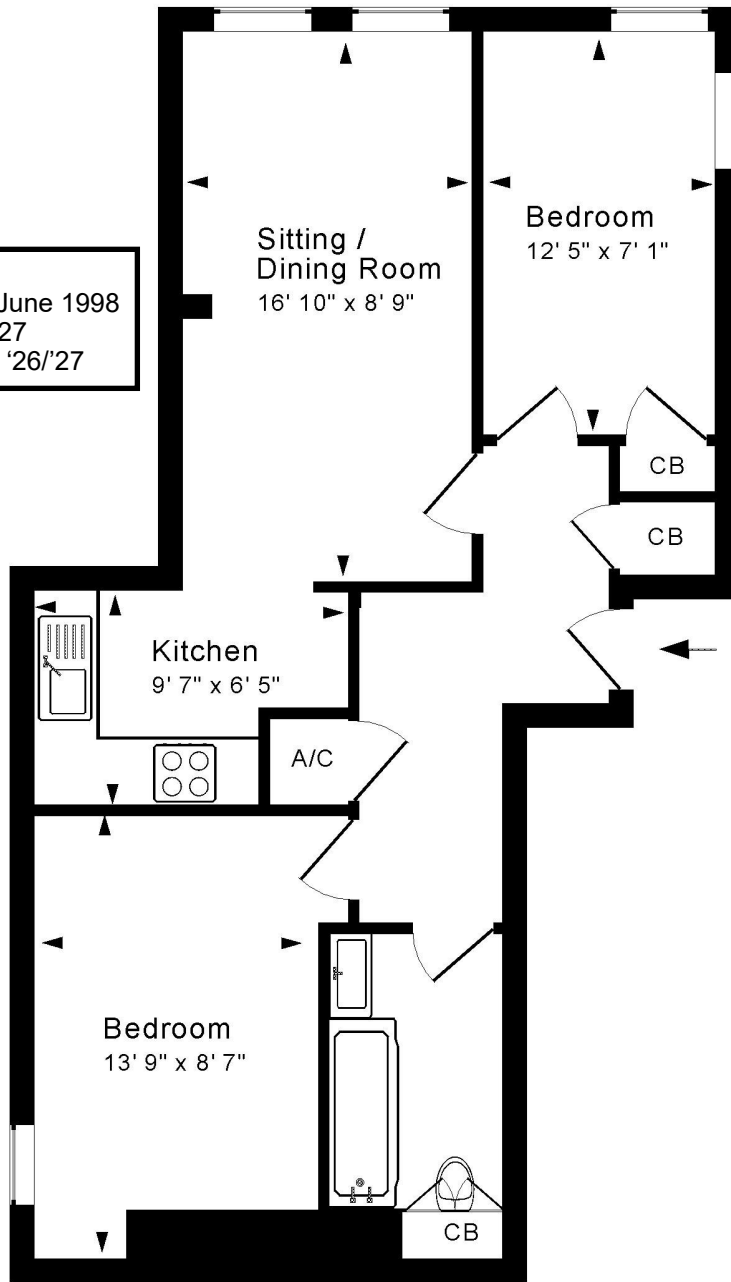 Sitting /
Dining Room
16' 10" x 8' 9"
Bedroom
12' 5" x 7' 1"
June 1998
27
'26/'27
CB
CB
Kitchen
9' 7" x 6' 5"
A/C
Bedroom
13' 9" x 8' 7"
CB